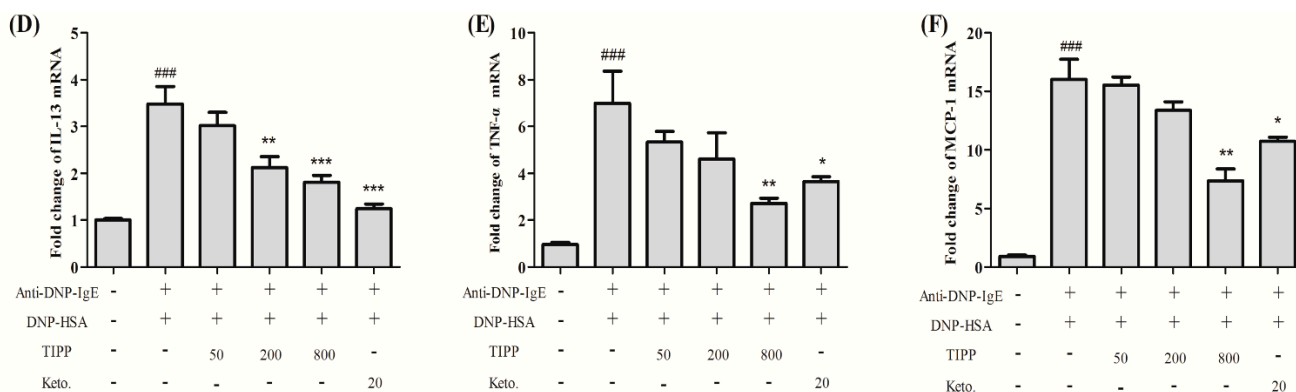 (D)
Fold change of IL-13 mRNA
5
4
3
2
1
0
###
**
***
***
Anti-DNP-IgE - + + + + +
DNP-HSA - + + + + +
TIPP - - 50 200 800 -
Keto. - - - - - 20
(E)
Fold change of TNF-α mRNA
10
8
6
4
2
0
###
**
*
Anti-DNP-IgE - + + + + +
DNP-HSA - + + + + +
TIPP - - 50 200 800 -
Keto. - - - - - 20
(F)
Fold change of MCP-1 mRNA
20
15
10
5
0
###
**
*
Anti-DNP-IgE - + + + + +
DNP-HSA - + + + + +
TIPP - - 50 200 800 -
Keto. - - - - - 20